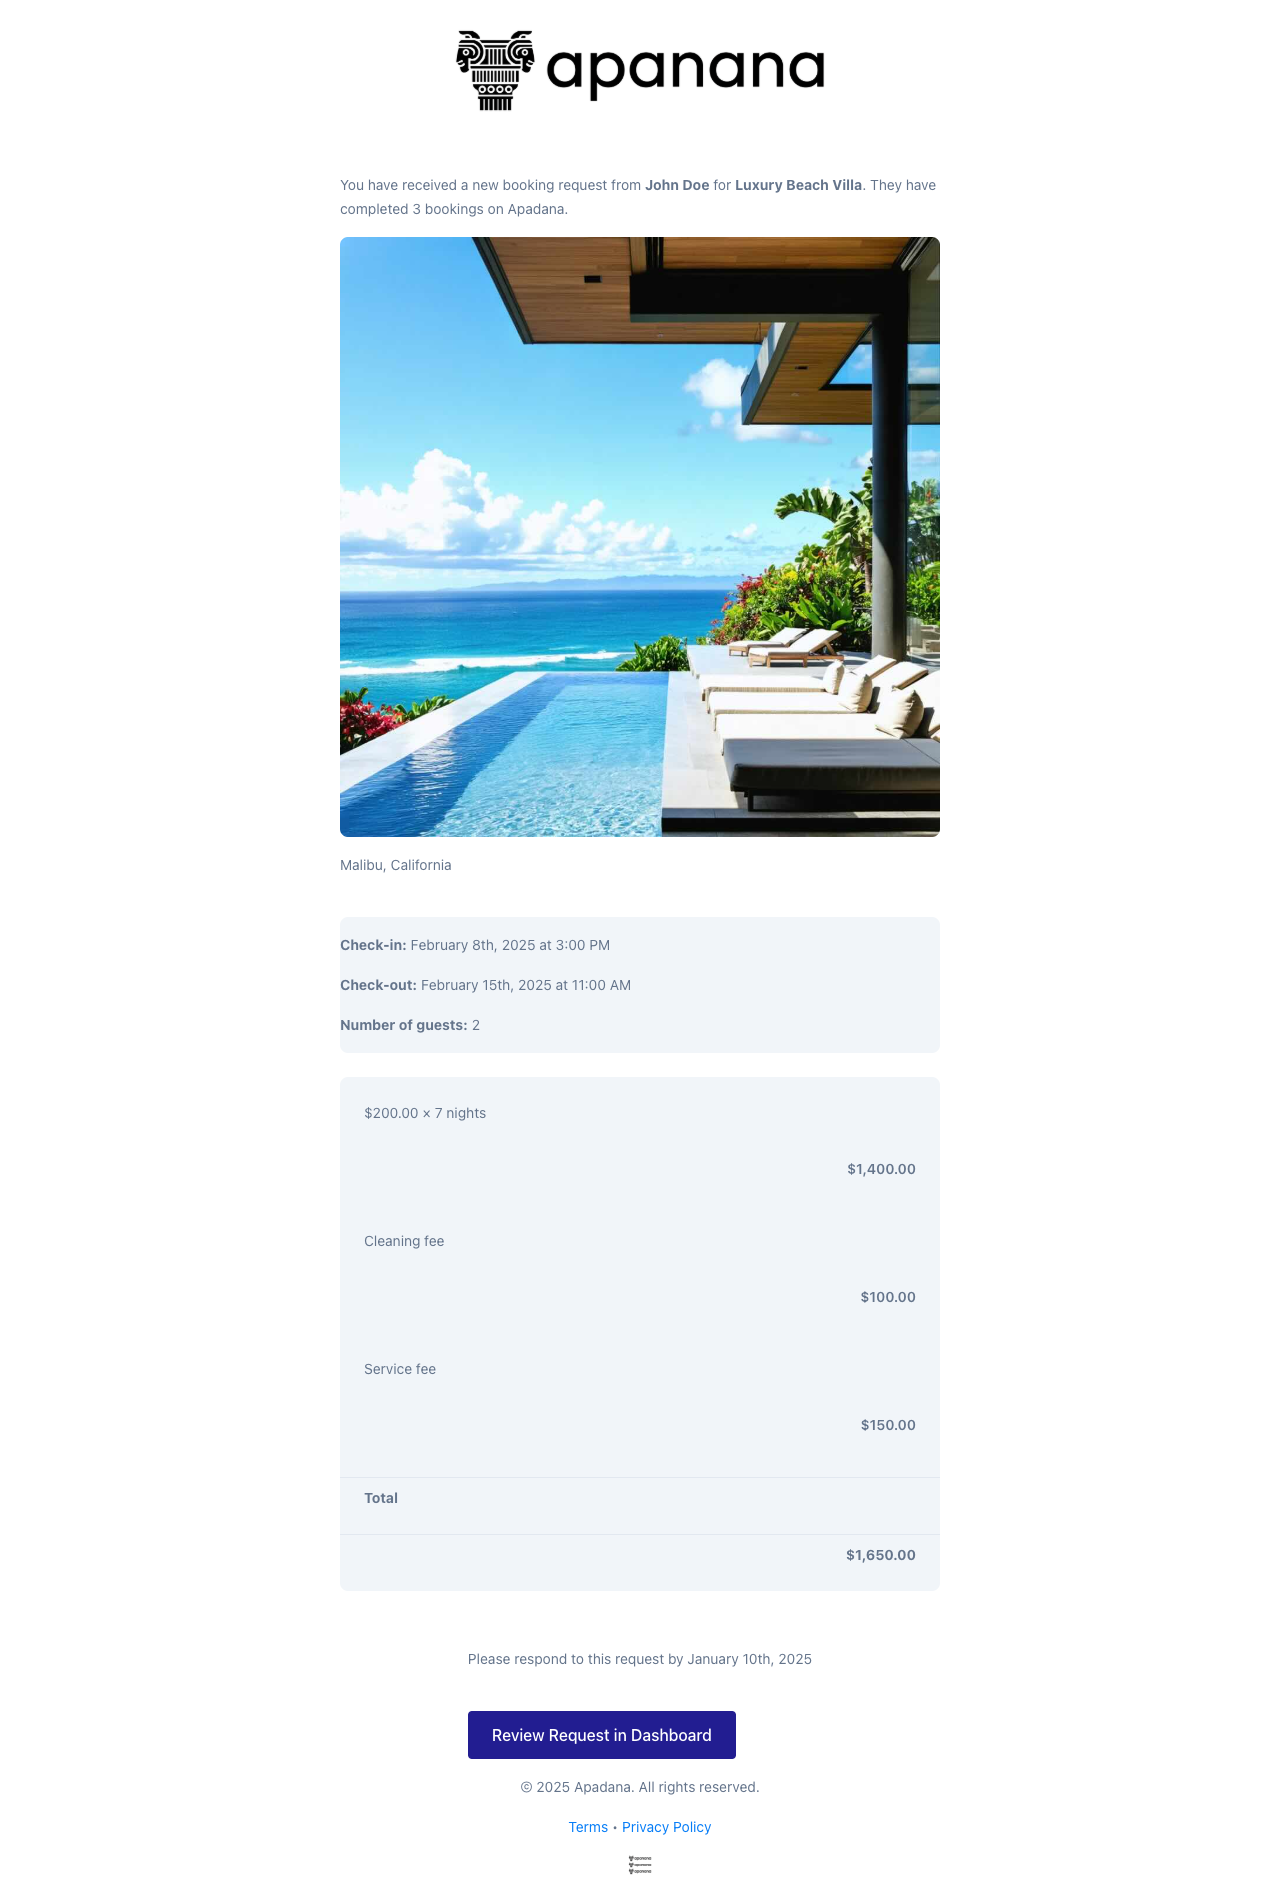 apanana
You have received a new booking request from John Doe for Luxury Beach Villa. They have
completed 3 bookings on Apadana.
Malibu, California
Check-in: February 8th, 2025 at 3:00 PM
Check-out: February 15th, 2025 at 11:00 AM
Number of guests: 2
$200.00 × 7 nights
$1,400.00
Cleaning fee
$100.00
Service fee
$150.00
Total
$1,650.00
Please respond to this request by January 10th, 2025
Review Request in Dashboard
© 2025 Apadana. All rights reserved.
Terms • Privacy Policy
apanana
apanana
apanana